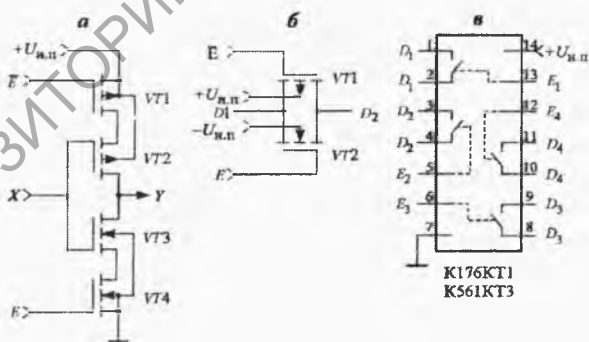 а
б
в
+Uи.п
E̅
VT1
VT2
X
Y
VT3
E
VT4
E
VT1
+Uи.п
D1
D2
−Uи.п
VT2
E
D1 1
D1 2
D2 3
D2 4
E2 5
E3 6
7
14 +Uи.п
13 E1
12 E4
11 D4
10 D4
9 D3
8 D3
К176КТ1
К561КТ3
ЗИТОРИ